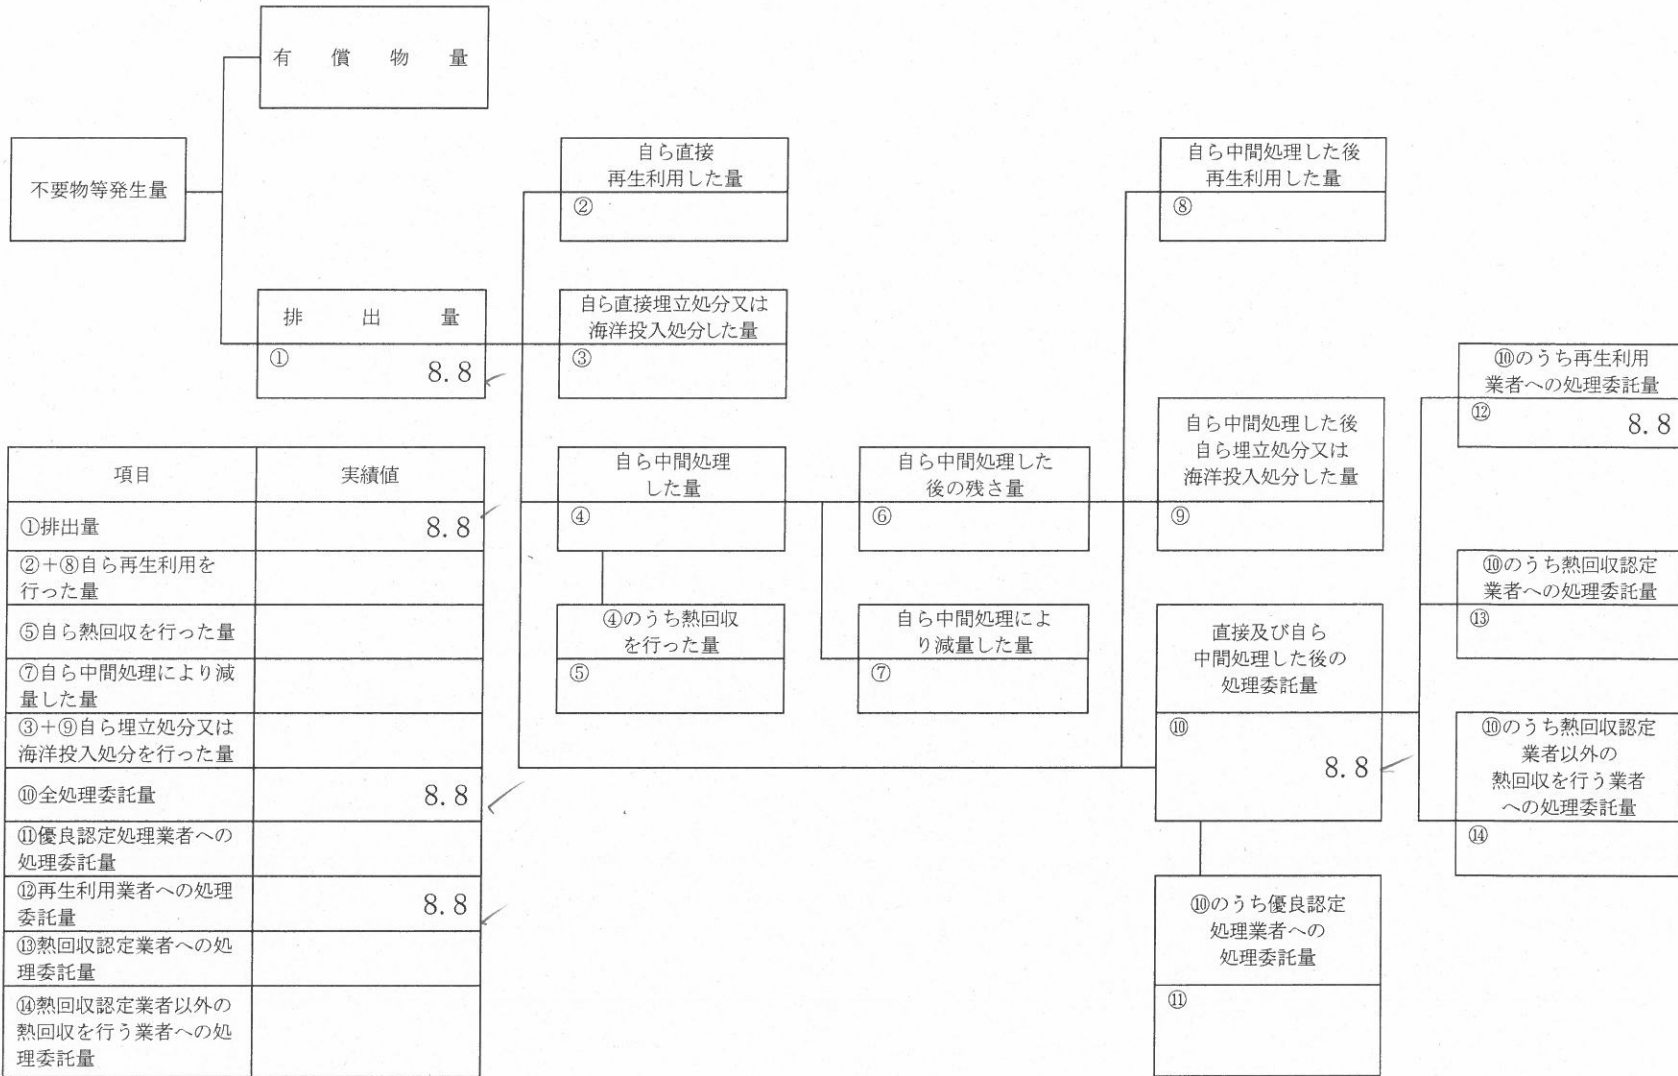 有償物量
不要物等発生量
自ら直接
再生利用した量
②
自ら中間処理した後
再生利用した量
⑧
排出量
①
8.8
自ら直接埋立処分又は
海洋投入処分した量
③
⑩のうち再生利用
業者への処理委託量
⑫
8.8
自ら中間処理
した量
④
自ら中間処理した
後の残さ量
⑥
自ら中間処理した後
自ら埋立処分又は
海洋投入処分した量
⑨
⑩のうち熱回収認定
業者への処理委託量
⑬
④のうち熱回収
を行った量
⑤
自ら中間処理によ
り減量した量
⑦
直接及び自ら
中間処理した後の
処理委託量
⑩
8.8
⑩のうち熱回収認定
業者以外の
熱回収を行う業者
への処理委託量
⑭
⑩のうち優良認定
処理業者への
処理委託量
⑪
項目 実績値
①排出量 8.8
②+⑧自ら再生利用を
行った量
⑤自ら熱回収を行った量
⑦自ら中間処理により減
量した量
③+⑨自ら埋立処分又は
海洋投入処分を行った量
⑩全処理委託量 8.8
⑪優良認定処理業者への
処理委託量
⑫再生利用業者への処理
委託量 8.8
⑬熱回収認定業者への処
理委託量
⑭熱回収認定業者以外の
熱回収を行う業者への処
理委託量